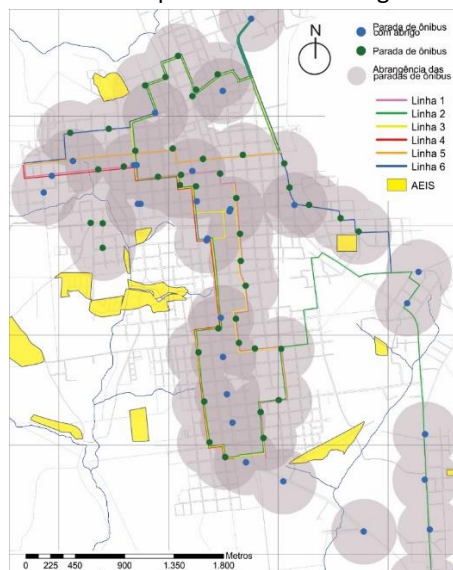 N
Parada de ônibus
com abrigo
Parada de ônibus
Abrangência das
paradas de ônibus
Linha 1
Linha 2
Linha 3
Linha 4
Linha 5
Linha 6
AEIS
Metros
0 225 450 900 1.350 1.800